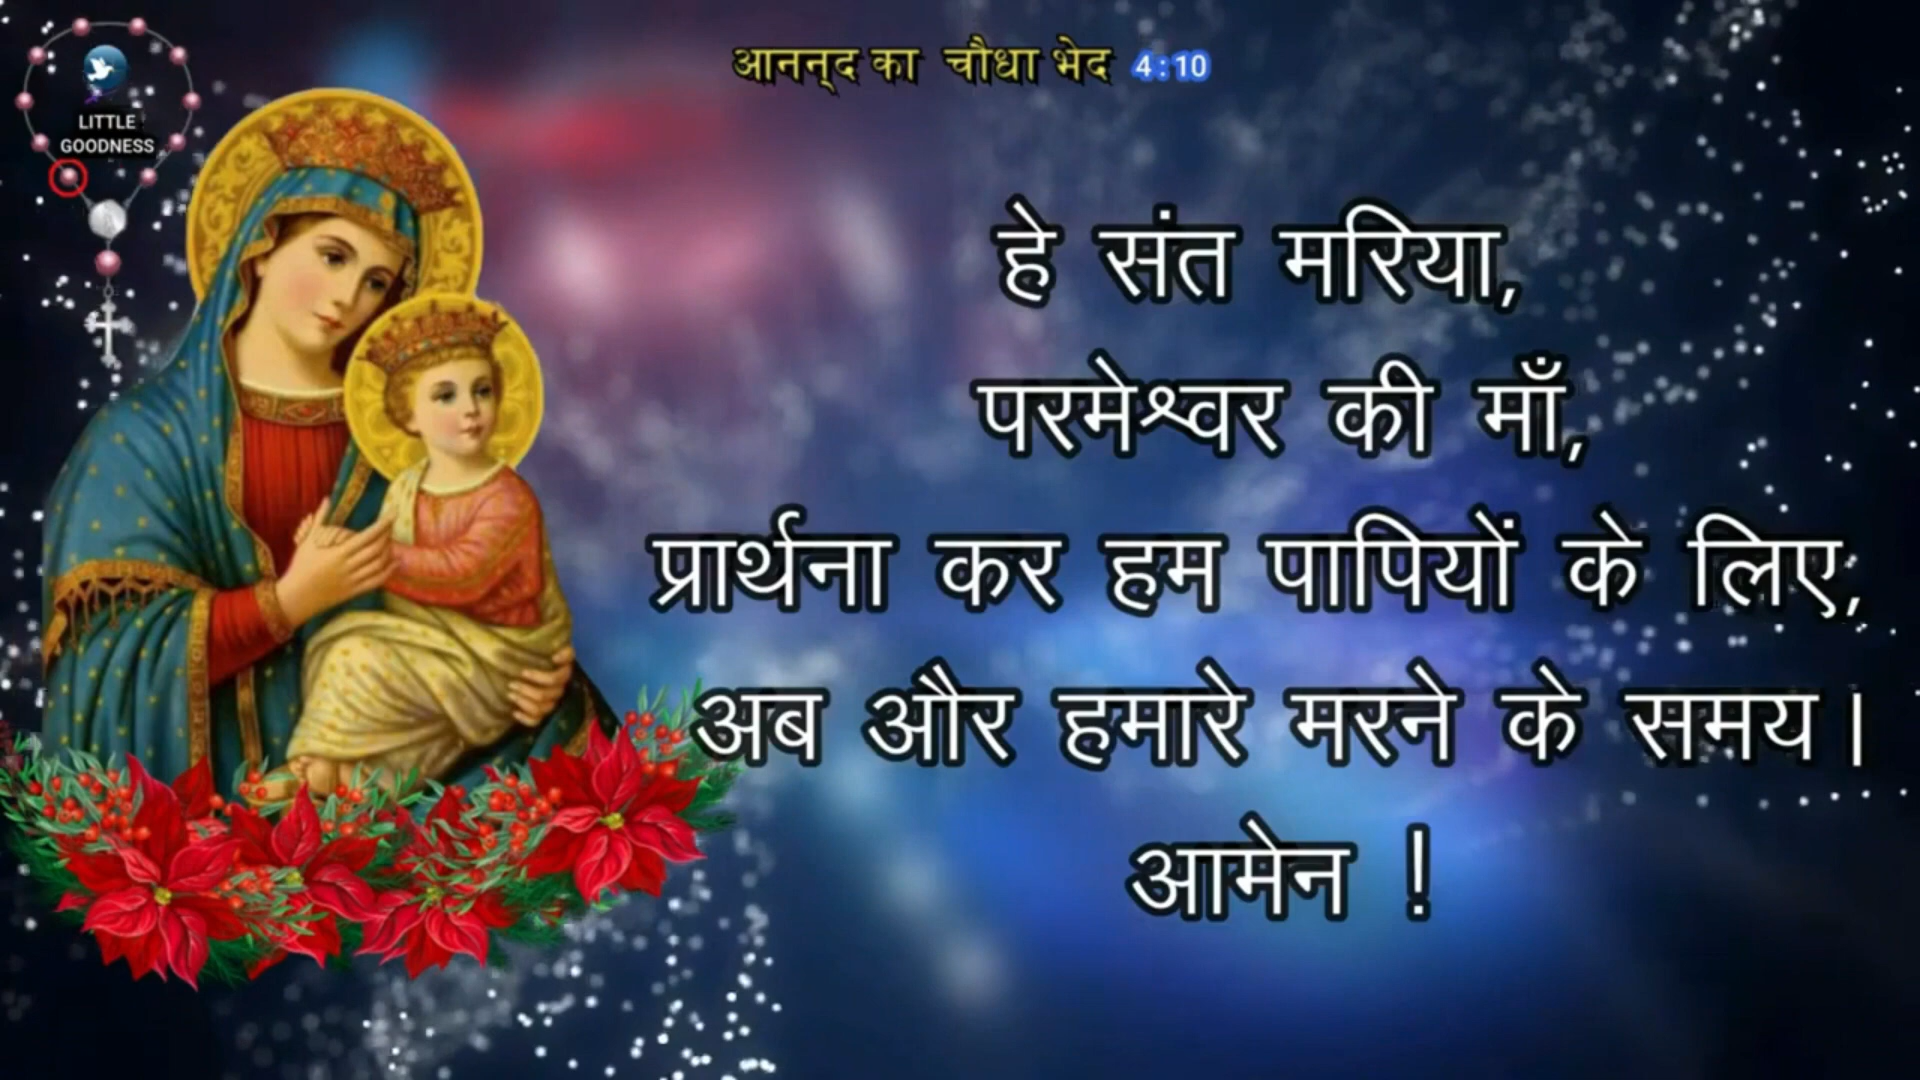 आनन्‌द का चौधा भेद 4:10
LITTLE
GOODNESS
हे संत मरिया,
परमेश्वर की माँ,
प्रार्थना कर हम पापियों के लिए,
अब और हमारे मरने के समय।
आमेन !